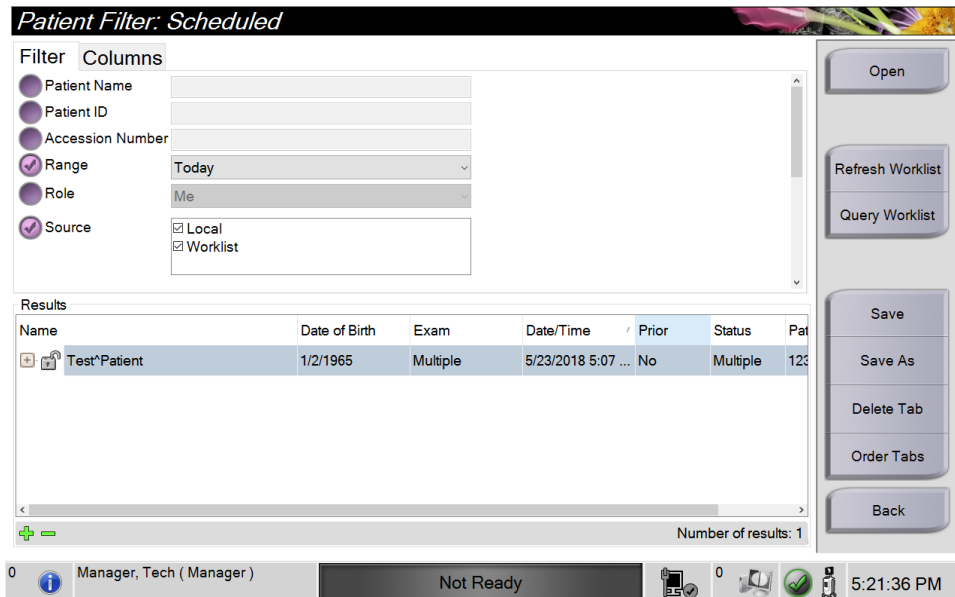 Patient Filter: Scheduled
Filter Columns
Patient Name
Patient ID
Accession Number
Range Today
Role Me
Source Local
Worklist
Results
Name Date of Birth Exam Date/Time Prior Status Pat
Test^Patient 1/2/1965 Multiple 5/23/2018 5:07 ... No Multiple 123
Number of results: 1
Open
Refresh Worklist
Query Worklist
Save
Save As
Delete Tab
Order Tabs
Back
0 Manager, Tech ( Manager ) Not Ready 0 5:21:36 PM